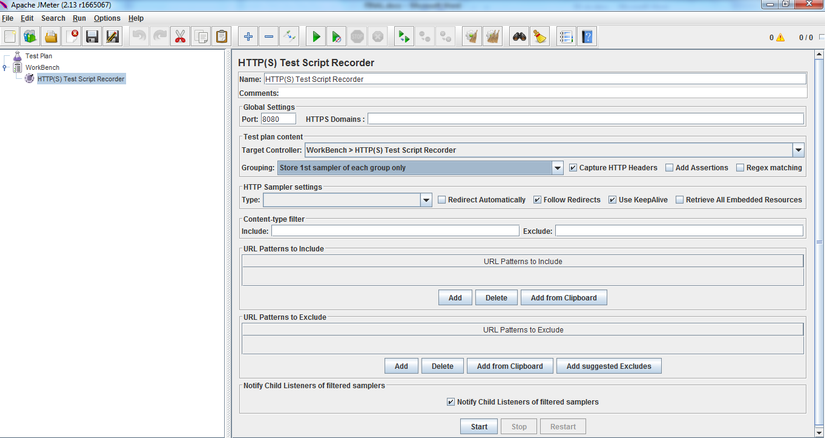 Apache JMeter (2.13 r1665067)
File Edit Search Run Options Help
0 0 / 0
Test Plan
WorkBench
HTTP(S) Test Script Recorder
HTTP(S) Test Script Recorder
Name: HTTP(S) Test Script Recorder
Comments:
Global Settings
Port: 8080 HTTPS Domains :
Test plan content
Target Controller: WorkBench > HTTP(S) Test Script Recorder
Grouping: Store 1st sampler of each group only Capture HTTP Headers Add Assertions Regex matching
HTTP Sampler settings
Type: Redirect Automatically Follow Redirects Use KeepAlive Retrieve All Embedded Resources
Content-type filter
Include: Exclude:
URL Patterns to Include
URL Patterns to Include
Add Delete Add from Clipboard
URL Patterns to Exclude
URL Patterns to Exclude
Add Delete Add from Clipboard Add suggested Excludes
Notify Child Listeners of filtered samplers
Notify Child Listeners of filtered samplers
Start Stop Restart